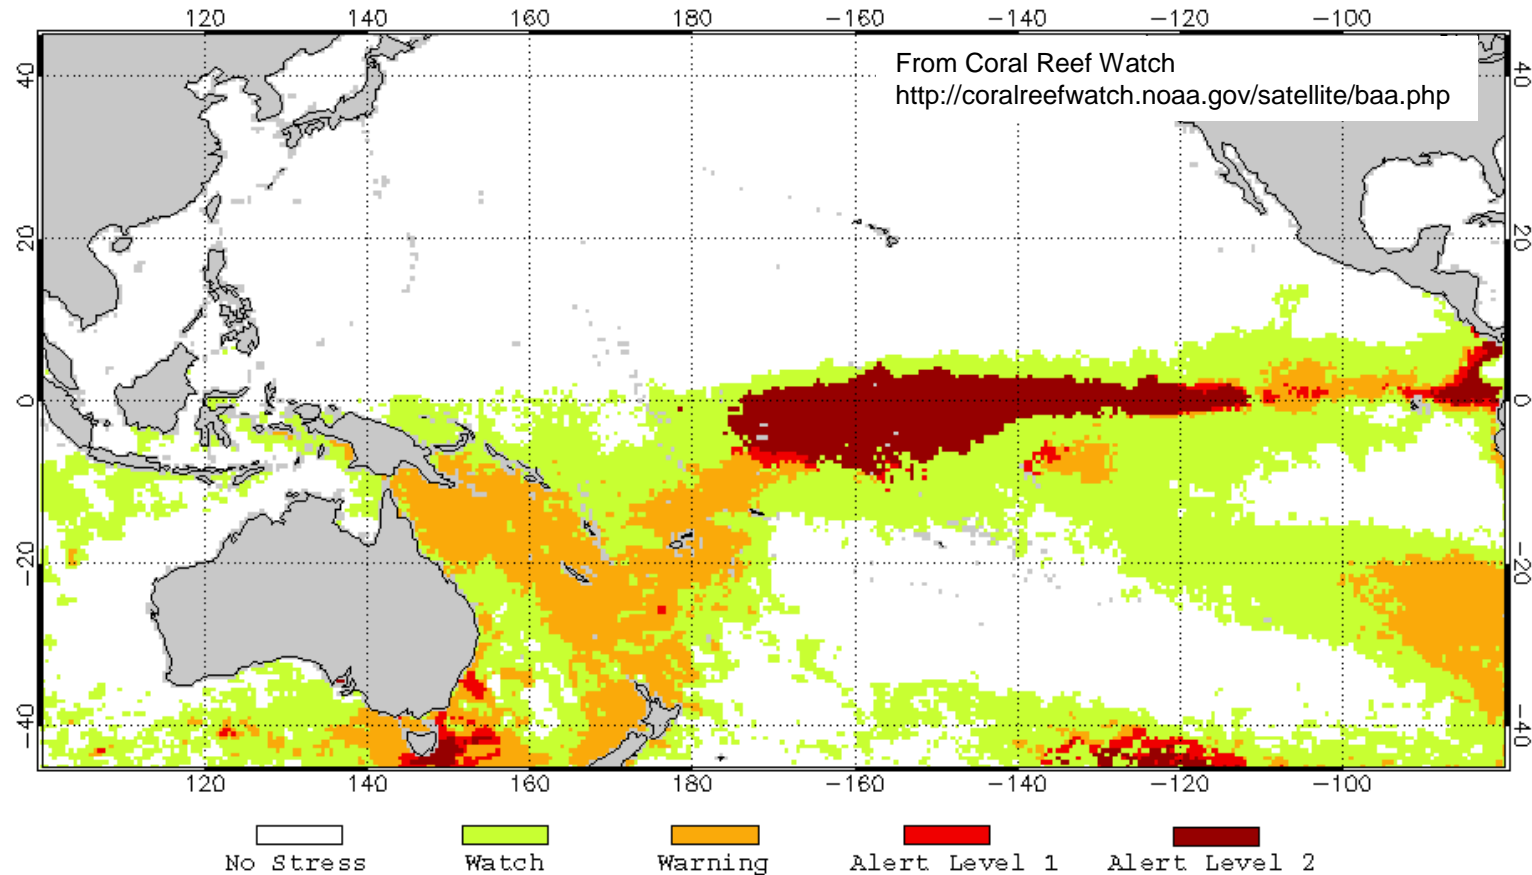 120 140 160 180 −160 −140 −120 −100
From Coral Reef Watch
http://coralreefwatch.noaa.gov/satellite/baa.php
40 40
20 20
0 0
−20 −20
−40 −40
120 140 160 180 −160 −140 −120 −100
No Stress Watch Warning Alert Level 1 Alert Level 2